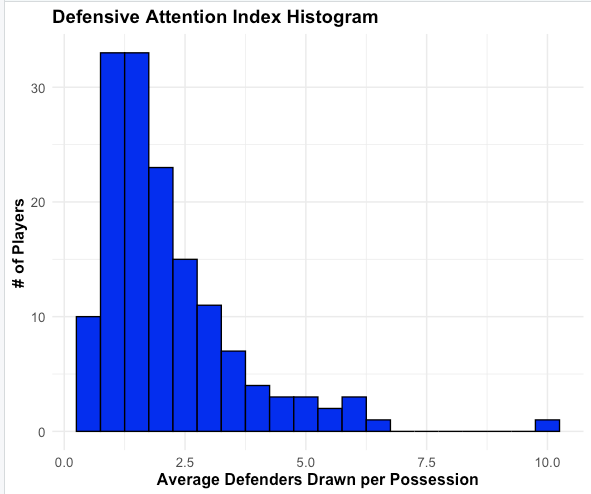 Defensive Attention Index Histogram
# of Players
30
20
10
0
0.0 2.5 5.0 7.5 10.0
Average Defenders Drawn per Possession